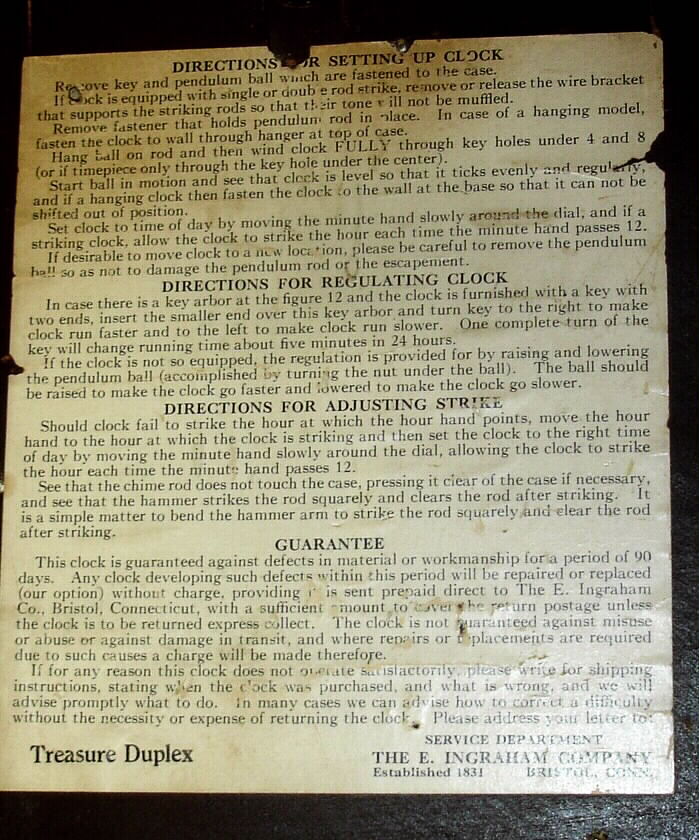 DIRECTIONS FOR SETTING UP CLOCK
Remove key and pendulum ball which are fastened to the case.
If clock is equipped with single or double rod strike, remove or release the wire bracket
that supports the striking rods so that their tone will not be muffled.
Remove fastener that holds pendulum rod in place. In case of a hanging model,
fasten the clock to wall through hanger at top of case.
Hang ball on rod and then wind clock FULLY through key holes under 4 and 8
(or if timepiece only through the key hole under the center).
Start ball in motion and see that clock is level so that it ticks evenly and regularly,
and if a hanging clock then fasten the clock to the wall at the base so that it can not be
shifted out of position.
Set clock to time of day by moving the minute hand slowly around the dial, and if a
striking clock, allow the clock to strike the hour each time the minute hand passes 12.
If desirable to move clock to a new location, please be careful to remove the pendulum
ball so as not to damage the pendulum rod or the escapement.
DIRECTIONS FOR REGULATING CLOCK
In case there is a key arbor at the figure 12 and the clock is furnished with a key with
two ends, insert the smaller end over this key arbor and turn key to the right to make
clock run faster and to the left to make clock run slower. One complete turn of the
key will change running time about five minutes in 24 hours.
If the clock is not so equipped, the regulation is provided for by raising and lowering
the pendulum ball (accomplished by turning the nut under the ball). The ball should
be raised to make the clock go faster and lowered to make the clock go slower.
DIRECTIONS FOR ADJUSTING STRIKE
Should clock fail to strike the hour at which the hour hand points, move the hour
hand to the hour at which the clock is striking and then set the clock to the right time
of day by moving the minute hand slowly around the dial, allowing the clock to strike
the hour each time the minute hand passes 12.
See that the chime rod does not touch the case, pressing it clear of the case if necessary,
and see that the hammer strikes the rod squarely and clears the rod after striking. It
is a simple matter to bend the hammer arm to strike the rod squarely and clear the rod
after striking.
GUARANTEE
This clock is guaranteed against defects in material or workmanship for a period of 90
days. Any clock developing such defects within this period will be repaired or replaced
(our option) without charge, providing it is sent prepaid direct to The E. Ingraham
Co., Bristol, Connecticut, with a sufficient amount to cover the return postage unless
the clock is to be returned express collect. The clock is not guaranteed against misuse
or abuse or against damage in transit, and where repairs or replacements are required
due to such causes a charge will be made therefore.
If for any reason this clock does not operate satisfactorily, please write for shipping
instructions, stating when the clock was purchased, and what is wrong, and we will
advise promptly what to do. In many cases we can advise how to correct a difficulty
without the necessity or expense of returning the clock. Please address your letter to:
SERVICE DEPARTMENT
Treasure Duplex THE E. INGRAHAM COMPANY
Established 1831 BRISTOL, CONN.